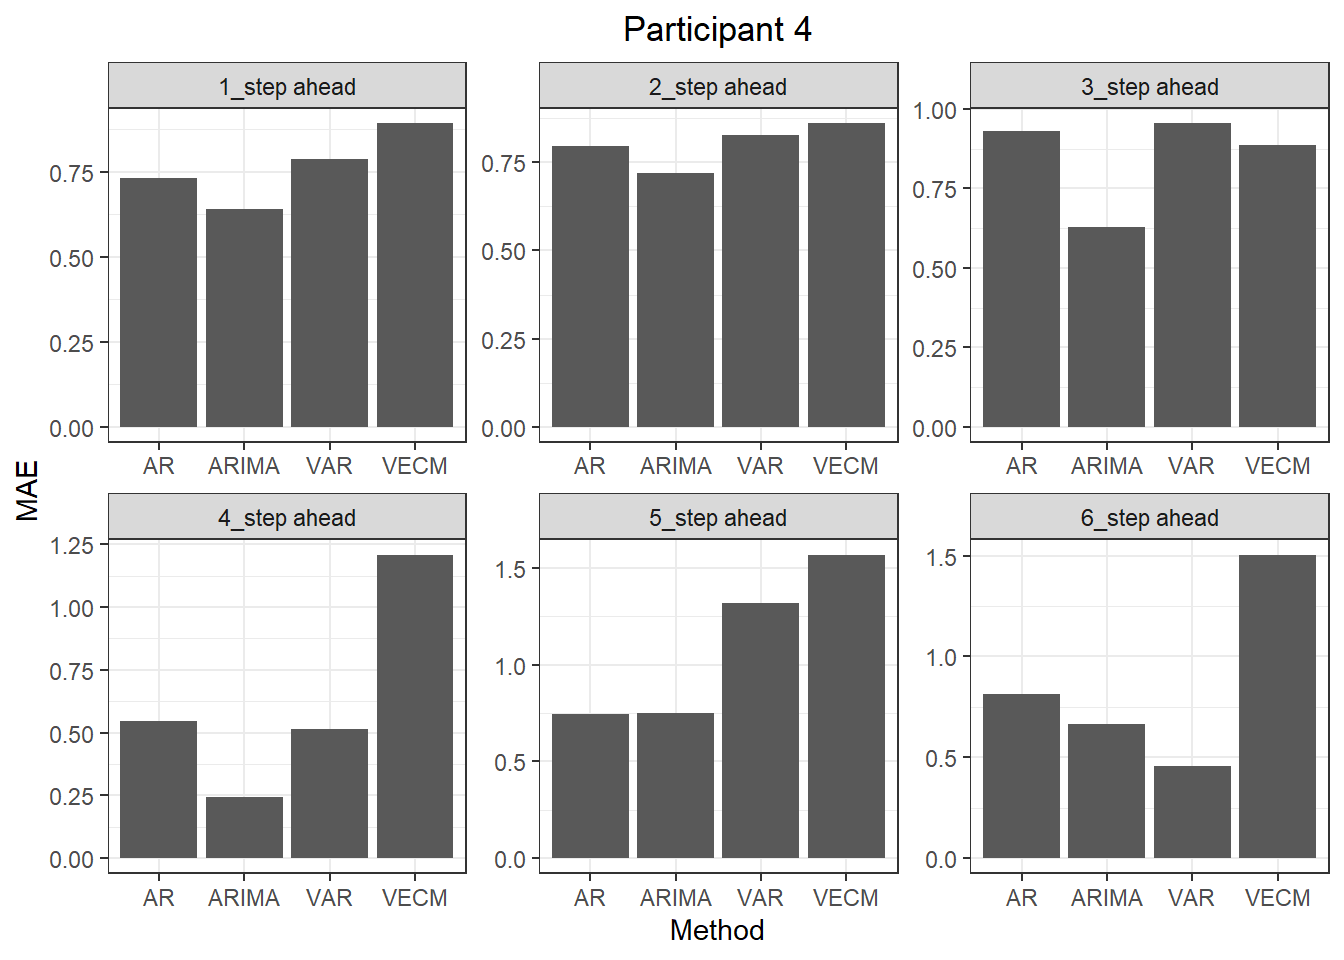 Participant 4
1_step ahead
2_step ahead
3_step ahead
0.75
0.50
0.25
0.00
0.75
0.50
0.25
0.00
1.00
0.75
0.50
0.25
0.00
AR ARIMA VAR VECM
AR ARIMA VAR VECM
AR ARIMA VAR VECM
MAE
4_step ahead
5_step ahead
6_step ahead
1.25
1.00
0.75
0.50
0.25
0.00
1.5
1.0
0.5
0.0
1.5
1.0
0.5
0.0
AR ARIMA VAR VECM
AR ARIMA VAR VECM
AR ARIMA VAR VECM
Method